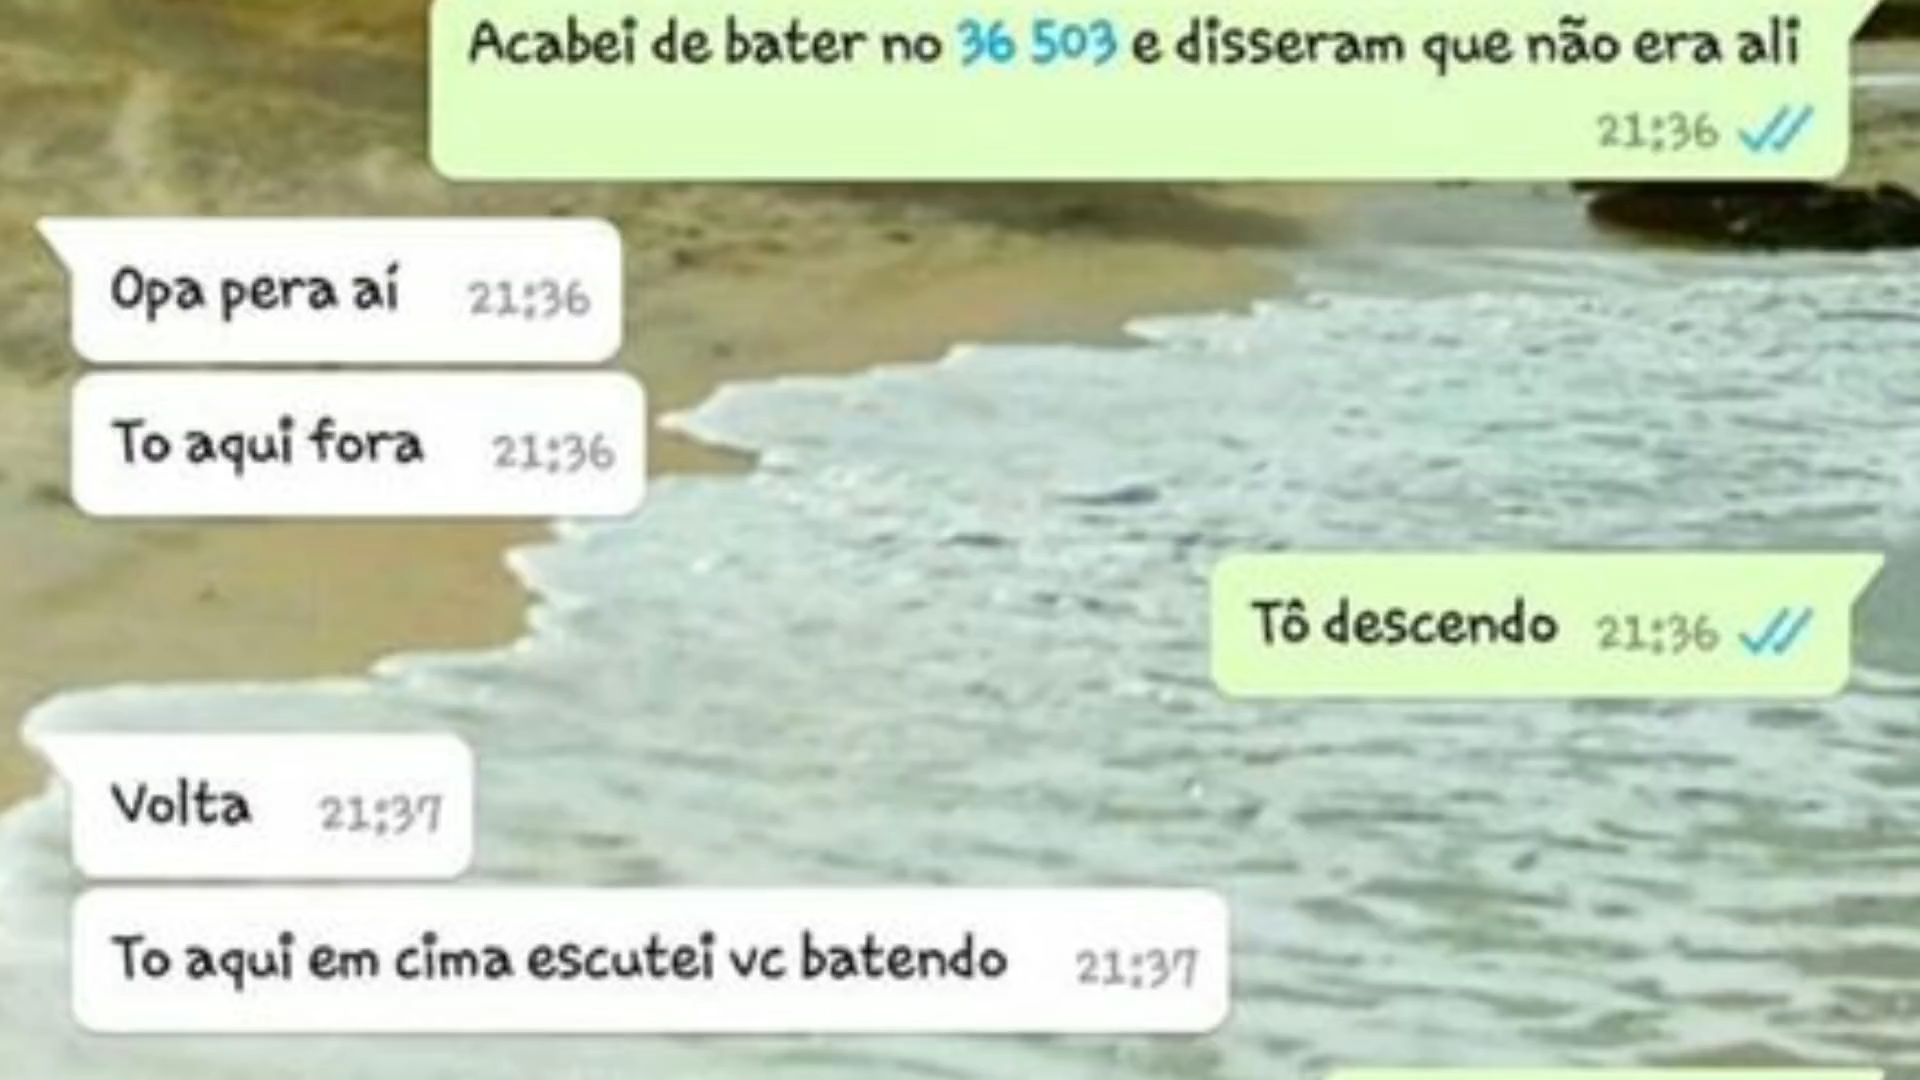 Acabei de bater no 36 503 e disseram que não era ali
21:36
Opa pera aí 21:36
To aqui fora 21:36
Tô descendo 21:36
Volta 21:37
To aqui em cima escutei vc batendo 21:37